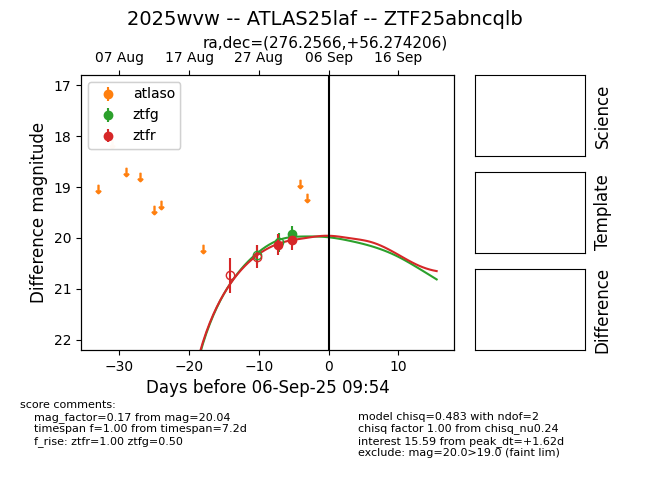 2025wvw -- ATLAS25laf -- ZTF25abncqlb
ra,dec=(276.2566,+56.274206)
07 Aug 17 Aug 27 Aug 06 Sep 16 Sep
atlaso
ztfg
ztfr
17
18
19
20
21
22
Difference magnitude
−30 −20 −10 0 10
Days before 06-Sep-25 09:54
Science
Template
Difference
score comments:
mag_factor=0.17 from mag=20.04
timespan f=1.00 from timespan=7.2d
f_rise: ztfr=1.00 ztfg=0.50
model chisq=0.483 with ndof=2
chisq factor 1.00 from chisq_nu0.24
interest 15.59 from peak_dt=+1.62d
exclude: mag=20.0>19.0 (faint lim)